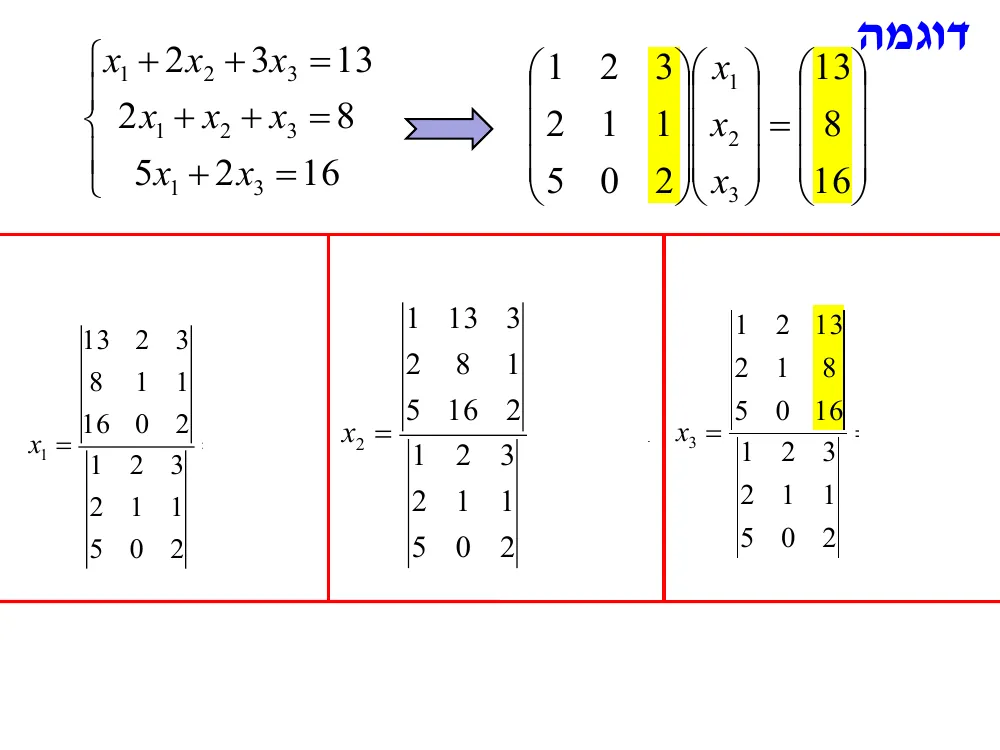 דוגמה
x₁ + 2x₂ + 3x₃ = 13
2x₁ + x₂ + x₃ = 8
5x₁ + 2x₃ = 16
1 2 3 x₁ 13
2 1 1 x₂ = 8
5 0 2 x₃ 16
13 2 3
8 1 1
16 0 2
x₁ =
1 2 3
2 1 1
5 0 2
1 13 3
2 8 1
5 16 2
x₂ =
1 2 3
2 1 1
5 0 2
1 2 13
2 1 8
5 0 16
x₃ = =
1 2 3
2 1 1
5 0 2